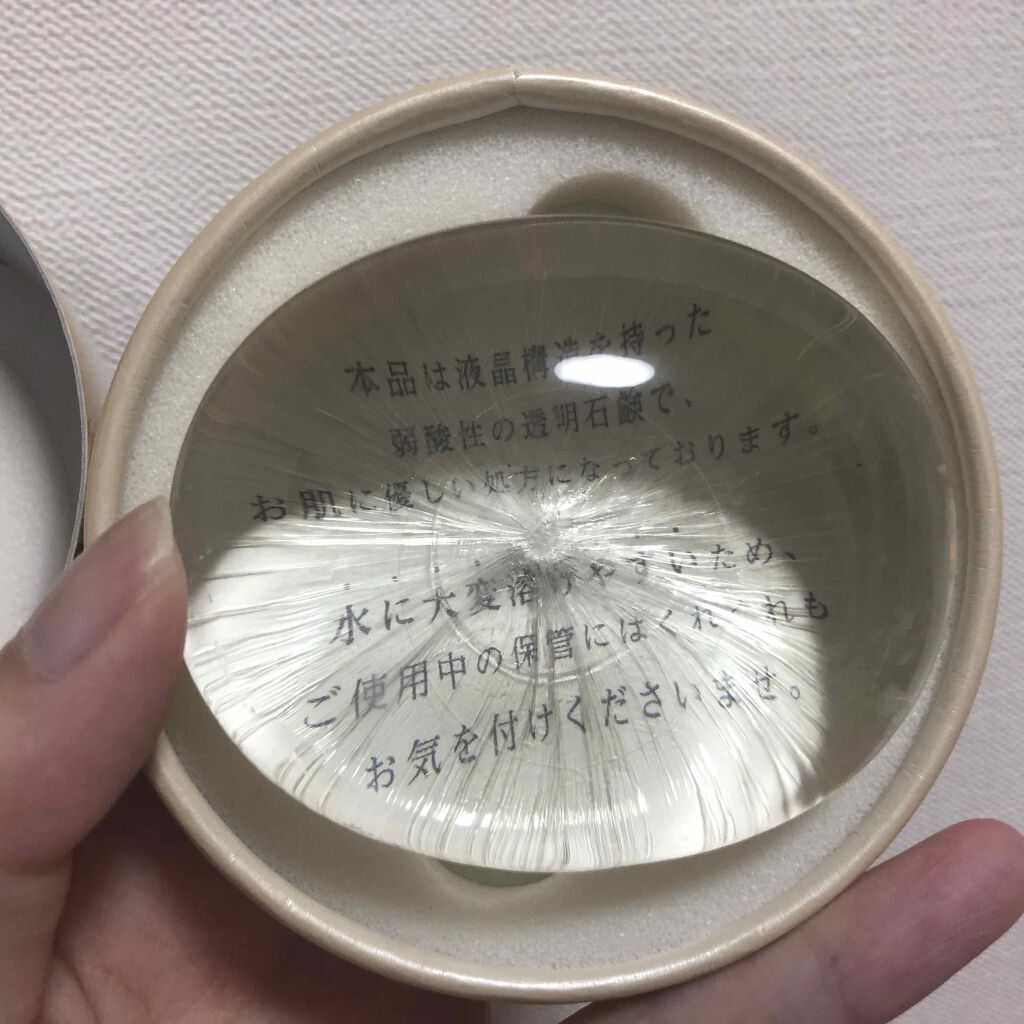 本品は液晶構造を持った
弱酸性の透明石鹸で、
お肌に優しい処方になっております。
水に大変溶けやすいため、
ご使用中の保管にはくれぐれも
お気を付けくださいませ。